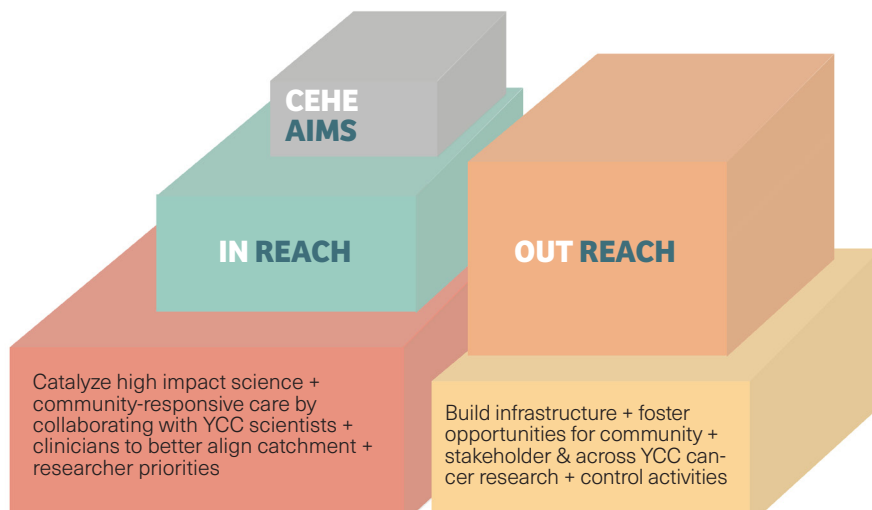 CEHE
AIMS
IN REACH
OUT REACH
Catalyze high impact science +
community-responsive care by
collaborating with YCC scientists +
clinicians to better align catchment +
researcher priorities
Build infrastructure + foster
opportunities for community +
stakeholder & across YCC can-
cer research + control activities